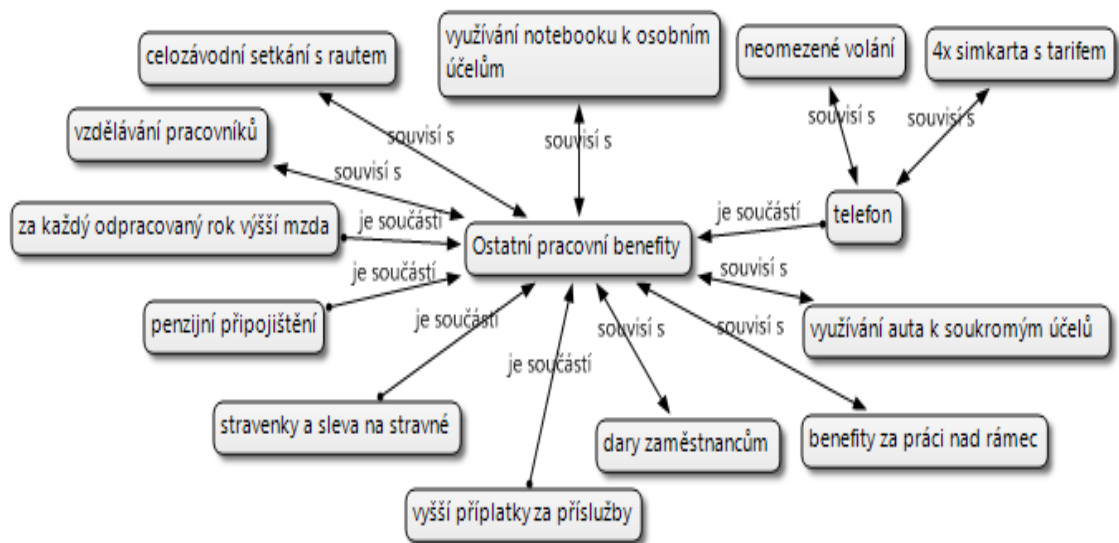 celozávodní setkání s rautem
využívání notebooku k osobním
účelům
neomezené volání
4x simkarta s tarifem
souvisí s
souvisí s
souvisí s
souvisí s
vzdělávání pracovníků
souvisí s
za každý odpracovaný rok výšší mzda
je součástí
Ostatní pracovní benefity
je součástí
telefon
je součástí
penzijní připojištění
souvisí s
využívání auta k soukromým účelů
je součástí
souvisí s
souvisí s
je součástí
stravenky a sleva na stravné
dary zaměstnancům
benefity za práci nad rámec
vyšší příplatky za příslužby